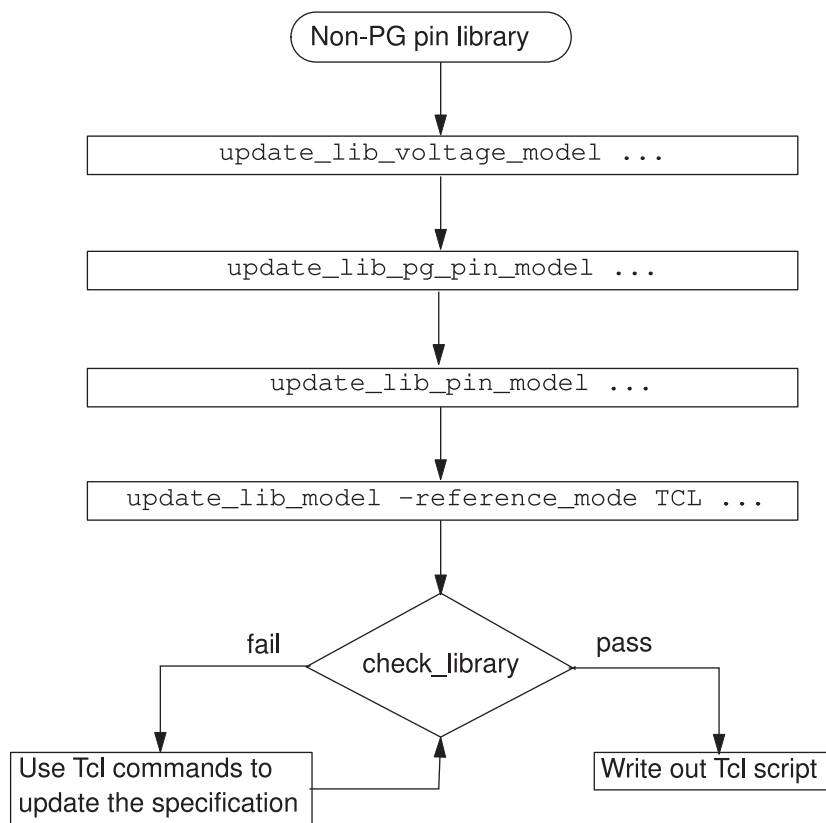 Non-PG pin library
update_lib_voltage_model ...
update_lib_pg_pin_model ...
update_lib_pin_model ...
update_lib_model -reference_mode TCL ...
fail
pass
check_library
Use Tcl commands to
update the specification
Write out Tcl script